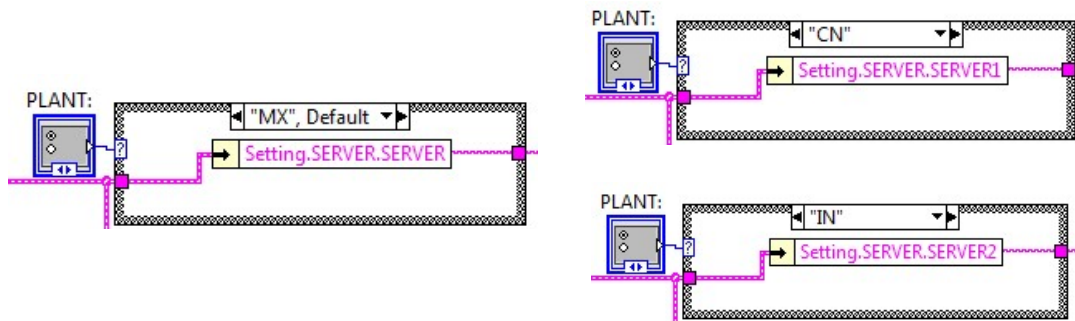 PLANT:
"MX", Default
?
Setting.SERVER.SERVER
PLANT:
"CN"
?
Setting.SERVER.SERVER1
PLANT:
"IN"
?
Setting.SERVER.SERVER2